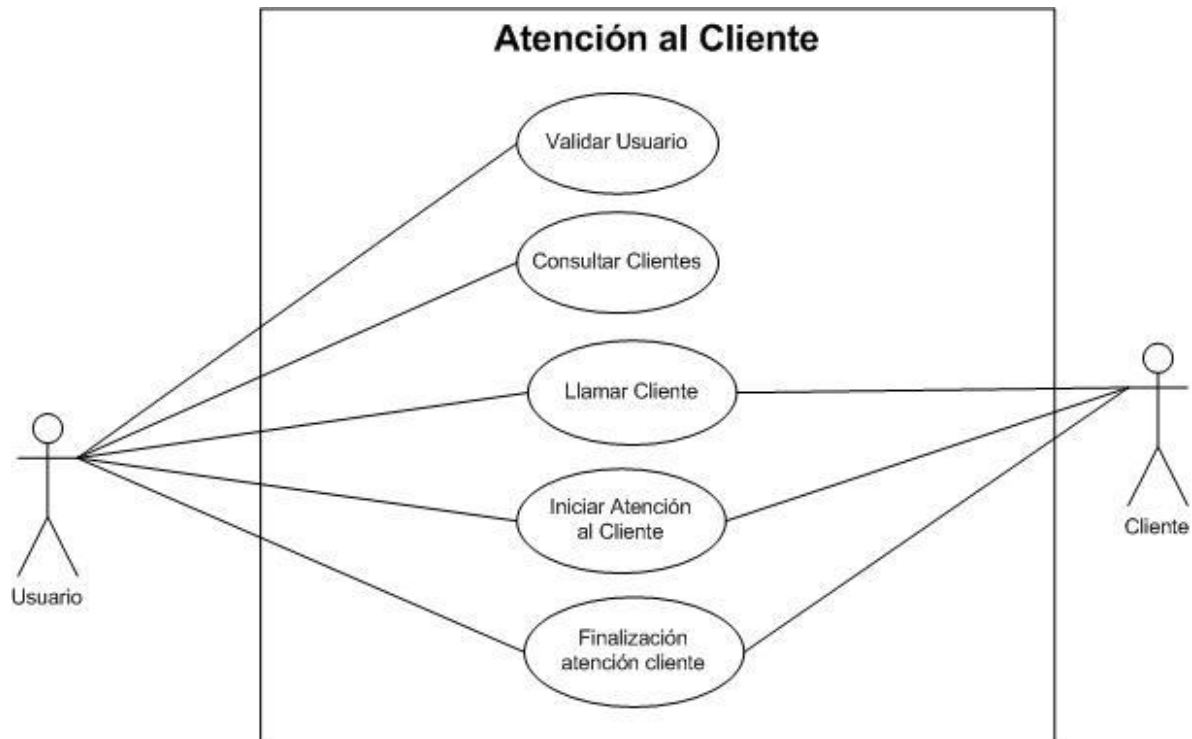 Atención al Cliente
Validar Usuario
Consultar Clientes
Llamar Cliente
Iniciar Atención
al Cliente
Cliente
Usuario
Finalización
atención cliente